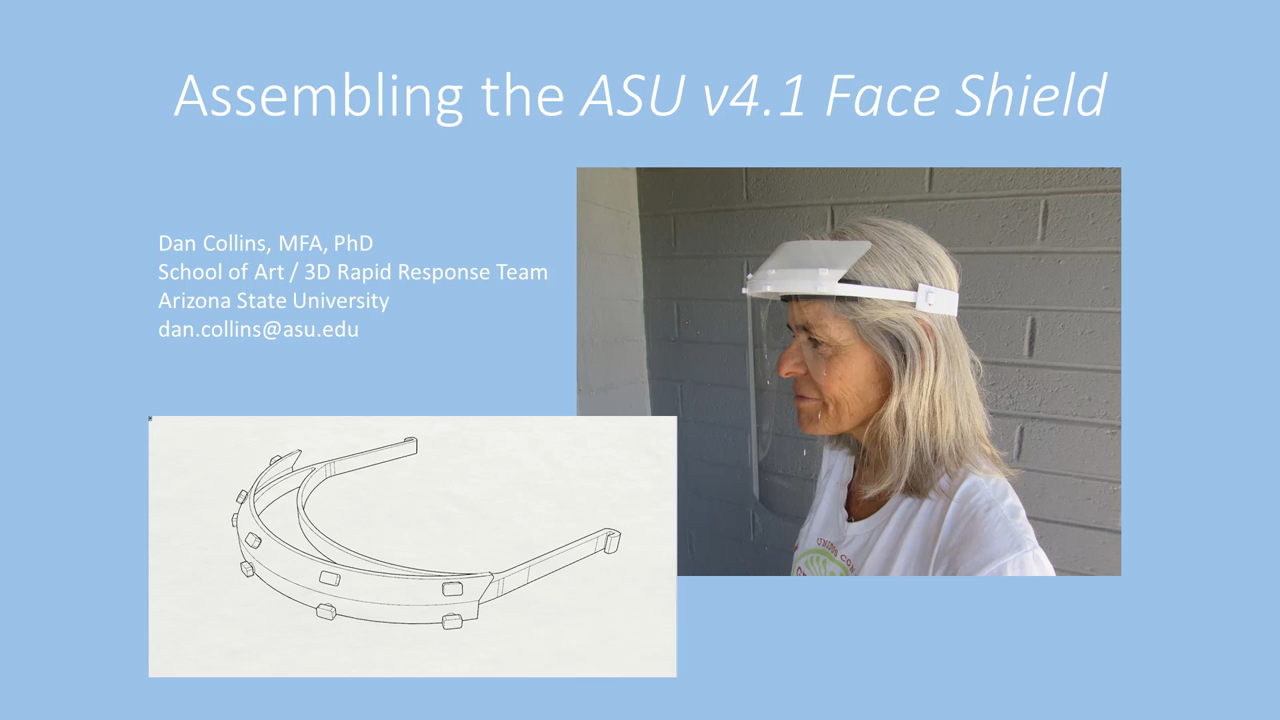 Assembling the ASU v4.1 Face Shield
Dan Collins, MFA, PhD
School of Art / 3D Rapid Response Team
Arizona State University
dan.collins@asu.edu